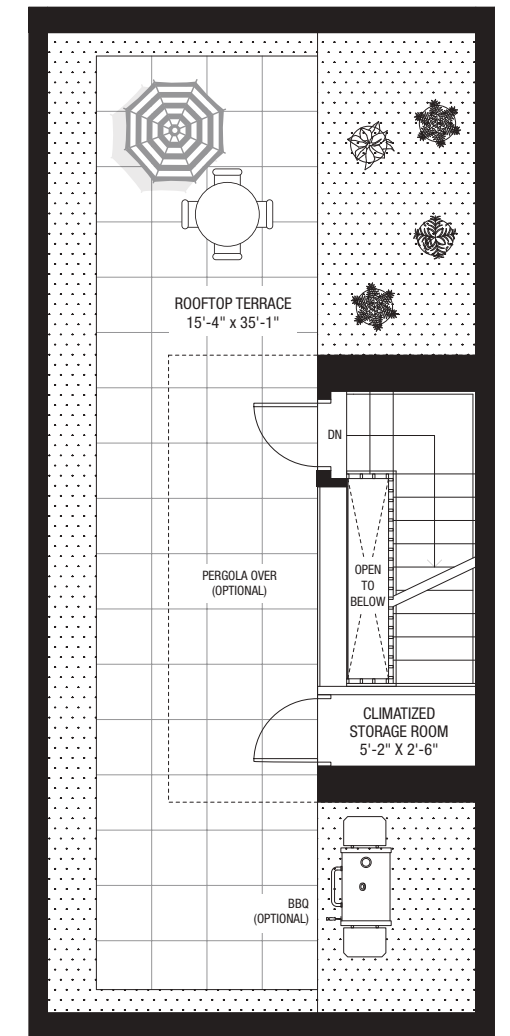 ROOFTOP TERRACE
15'-4" x 35'-1"
DN
PERGOLA OVER
(OPTIONAL)
OPEN
TO
BELOW
CLIMATIZED
STORAGE ROOM
5'-2" X 2'-6"
BBQ
(OPTIONAL)